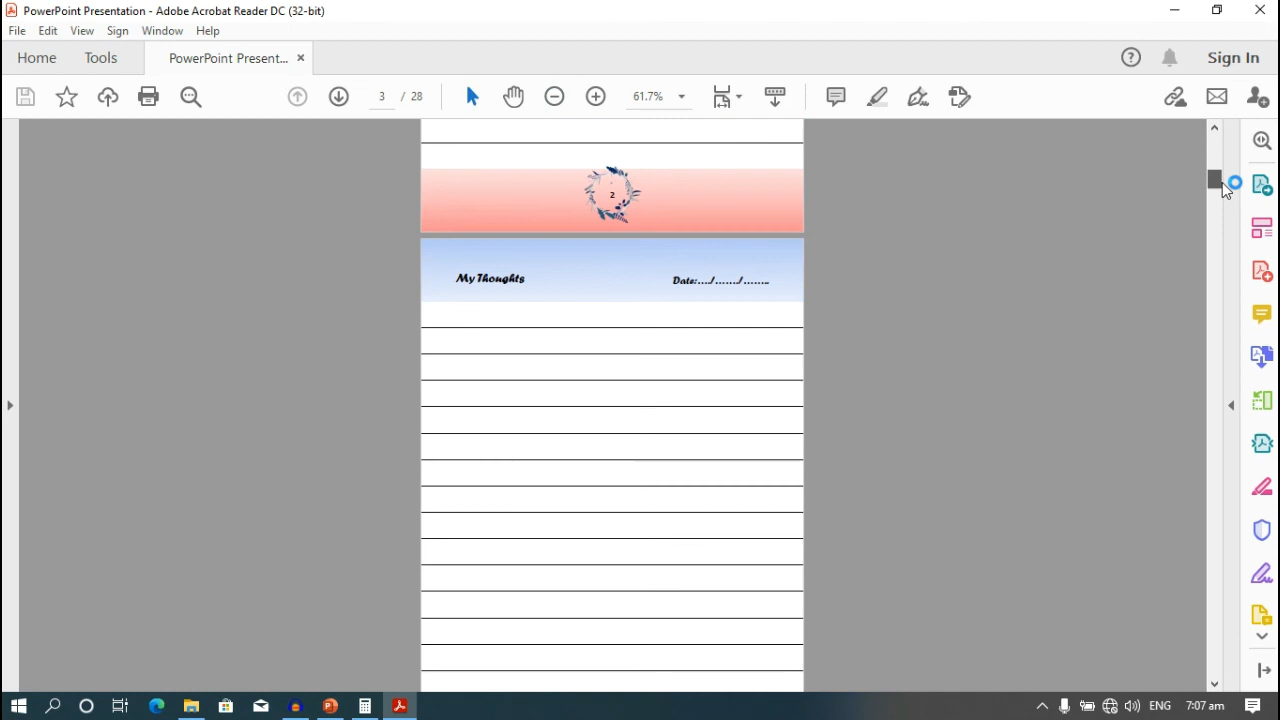 PowerPoint Presentation - Adobe Acrobat Reader DC (32-bit)
File Edit View Sign Window Help
Home Tools PowerPoint Present... × Sign In
3 / 28 61.7%
2
My Thoughts Date:..../......./........
ENG 7:07 am